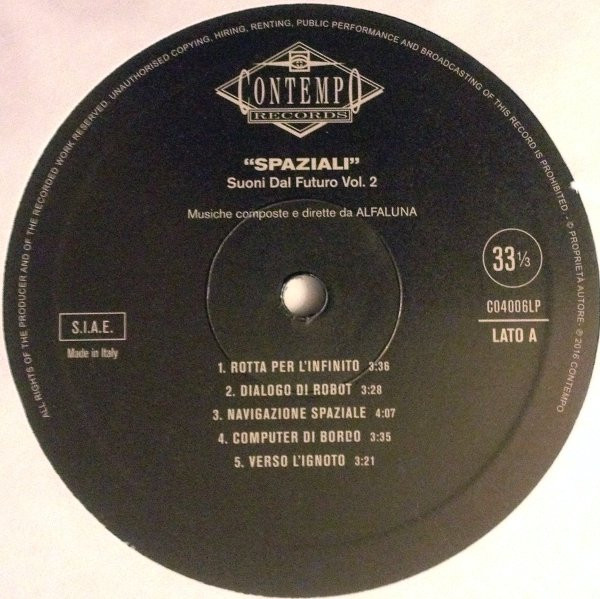 ALL RIGHTS OF THE PRODUCER AND OF THE RECORDED WORK RESERVED. UNAUTHORISED COPYING, HIRING, RENTING, PUBLIC PERFORMANCE AND BROADCASTING OF THIS RECORD IS PROHIBITED - © PROPRIETA AUTORE- ℗ 2016 CONTEMPO
CONTEMPO
RECORDS
"SPAZIALI"
Suoni Dal Futuro Vol. 2
Musiche composte e dirette da ALFALUNA
33 1/3
C04006LP
LATO A
S.I.A.E.
Made in Italy
1. ROTTA PER L'INFINITO 3:36
2. DIALOGO DI ROBOT 3:28
3. NAVIGAZIONE SPAZIALE 4:07
4. COMPUTER DI BORDO 3:35
5. VERSO L'IGNOTO 3:21